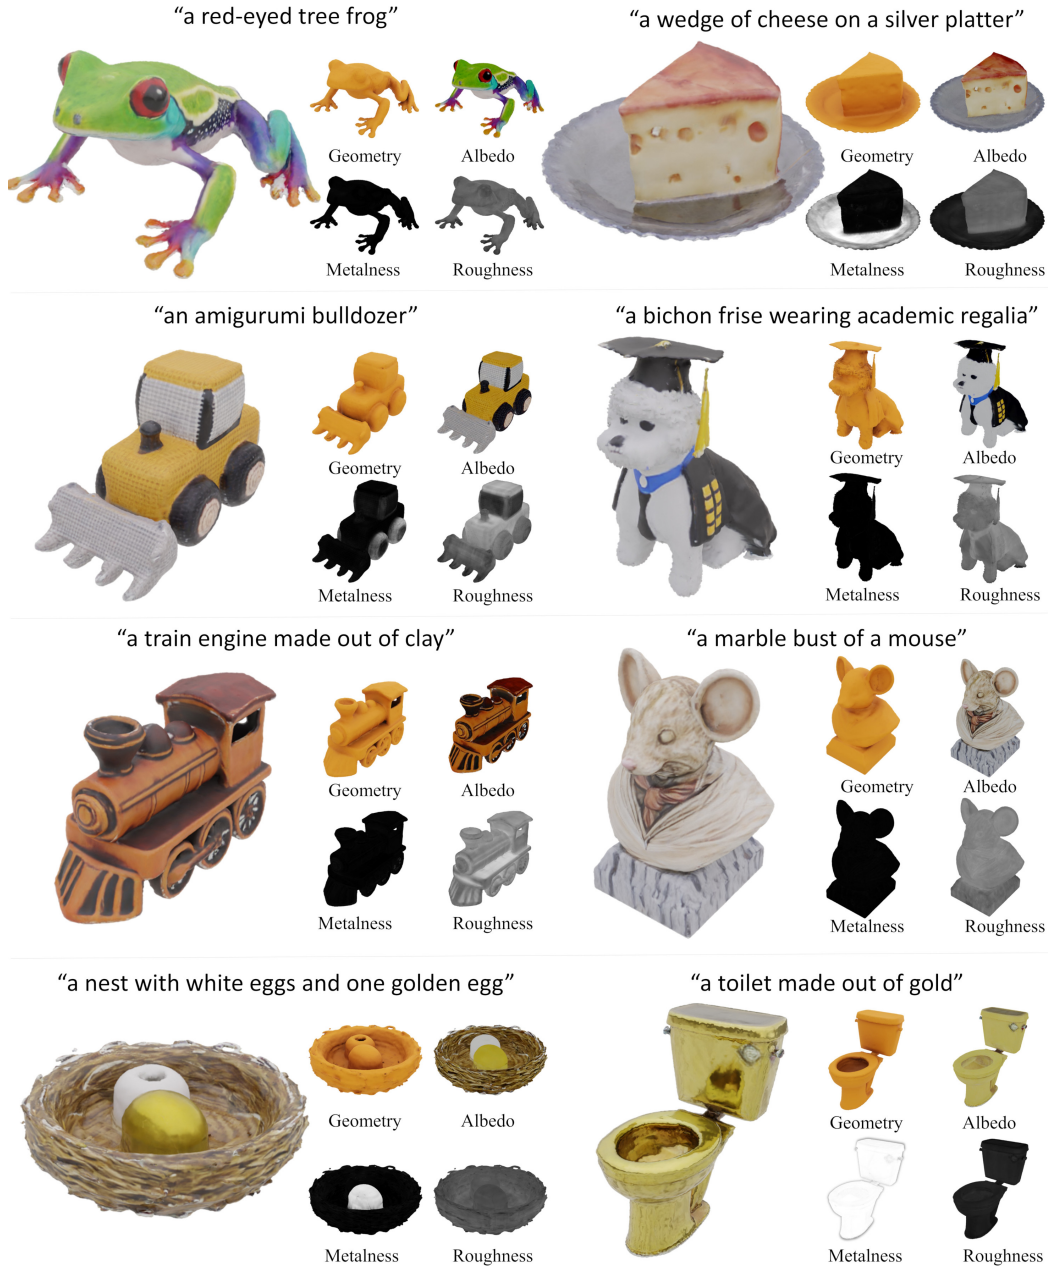 “a red-eyed tree frog”
Geometry
Albedo
Metalness
Roughness
“a wedge of cheese on a silver platter”
Geometry
Albedo
Metalness
Roughness
“an amigurumi bulldozer”
Geometry
Albedo
Metalness
Roughness
“a bichon frise wearing academic regalia”
Geometry
Albedo
Metalness
Roughness
“a train engine made out of clay”
Geometry
Albedo
Metalness
Roughness
“a marble bust of a mouse”
Geometry
Albedo
Metalness
Roughness
“a nest with white eggs and one golden egg”
Geometry
Albedo
Metalness
Roughness
“a toilet made out of gold”
Geometry
Albedo
Metalness
Roughness